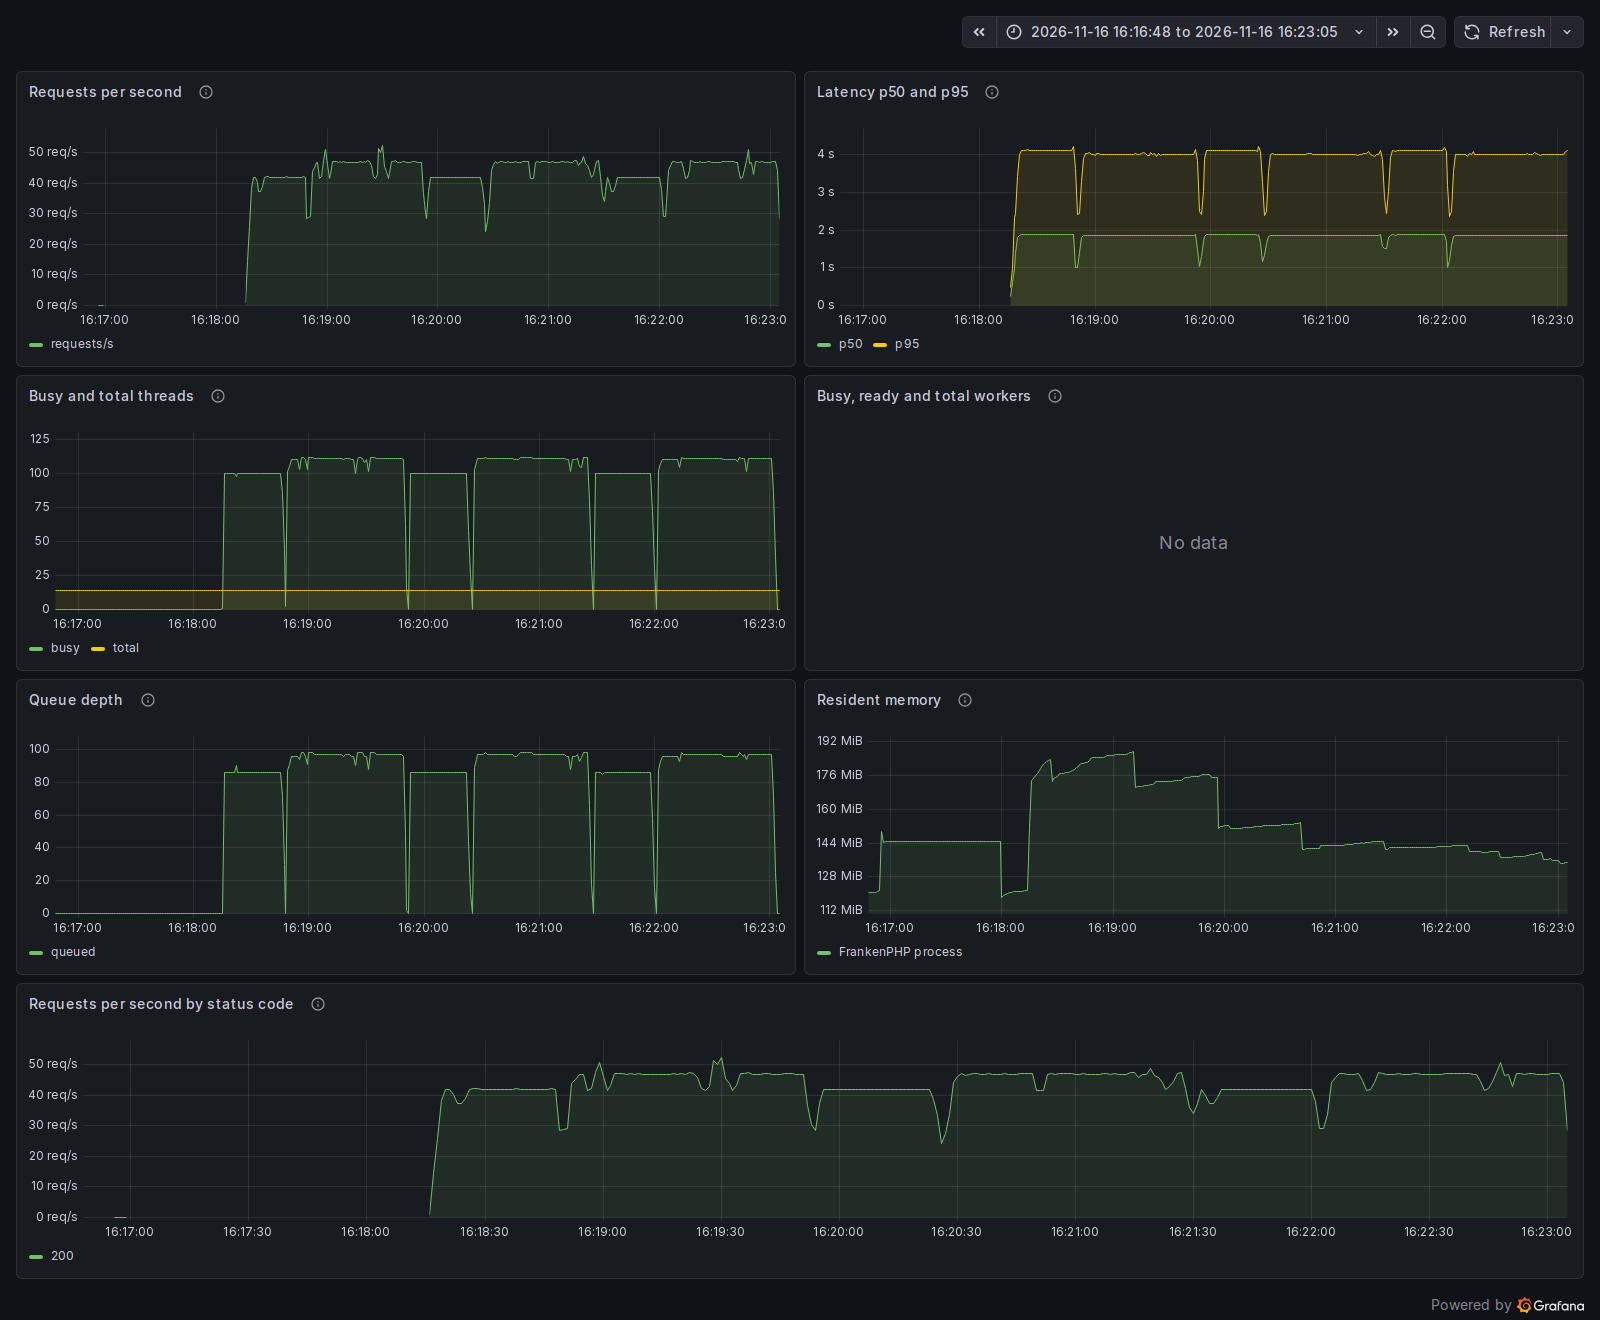 2026-11-16 16:16:48 to 2026-11-16 16:23:05
Refresh
Requests per second
50 req/s
40 req/s
30 req/s
20 req/s
10 req/s
0 req/s
16:17:00 16:18:00 16:19:00 16:20:00 16:21:00 16:22:00 16:23:0
requests/s
Latency p50 and p95
4 s
3 s
2 s
1 s
0 s
16:17:00 16:18:00 16:19:00 16:20:00 16:21:00 16:22:00 16:23:0
p50 p95
Busy and total threads
125
100
75
50
25
0
16:17:00 16:18:00 16:19:00 16:20:00 16:21:00 16:22:00 16:23:0
busy total
Busy, ready and total workers
No data
Queue depth
100
80
60
40
20
0
16:17:00 16:18:00 16:19:00 16:20:00 16:21:00 16:22:00 16:23:0
queued
Resident memory
192 MiB
176 MiB
160 MiB
144 MiB
128 MiB
112 MiB
16:17:00 16:18:00 16:19:00 16:20:00 16:21:00 16:22:00 16:23:0
FrankenPHP process
Requests per second by status code
50 req/s
40 req/s
30 req/s
20 req/s
10 req/s
0 req/s
16:17:00 16:17:30 16:18:00 16:18:30 16:19:00 16:19:30 16:20:00 16:20:30 16:21:00 16:21:30 16:22:00 16:22:30 16:23:00
200
Powered by Grafana